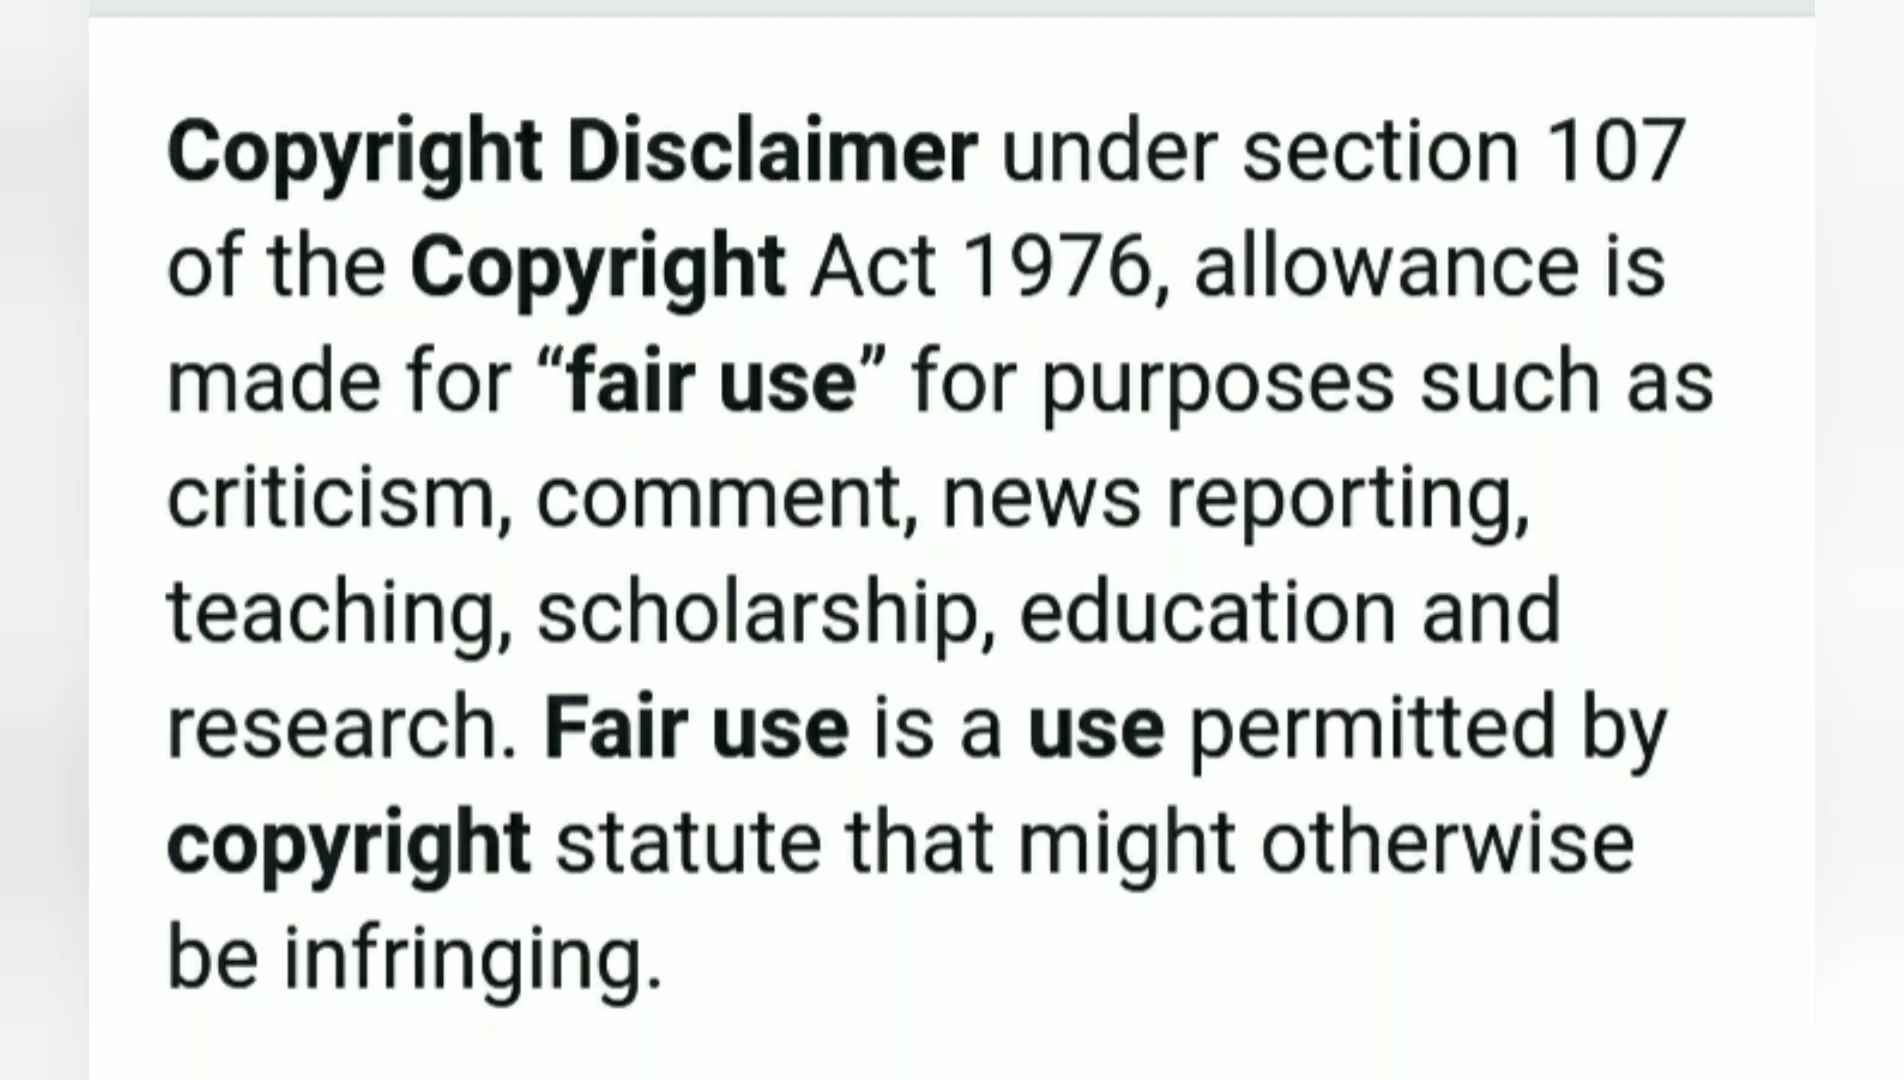 Copyright Disclaimer under section 107
of the Copyright Act 1976, allowance is
made for “fair use” for purposes such as
criticism, comment, news reporting,
teaching, scholarship, education and
research. Fair use is a use permitted by
copyright statute that might otherwise
be infringing.